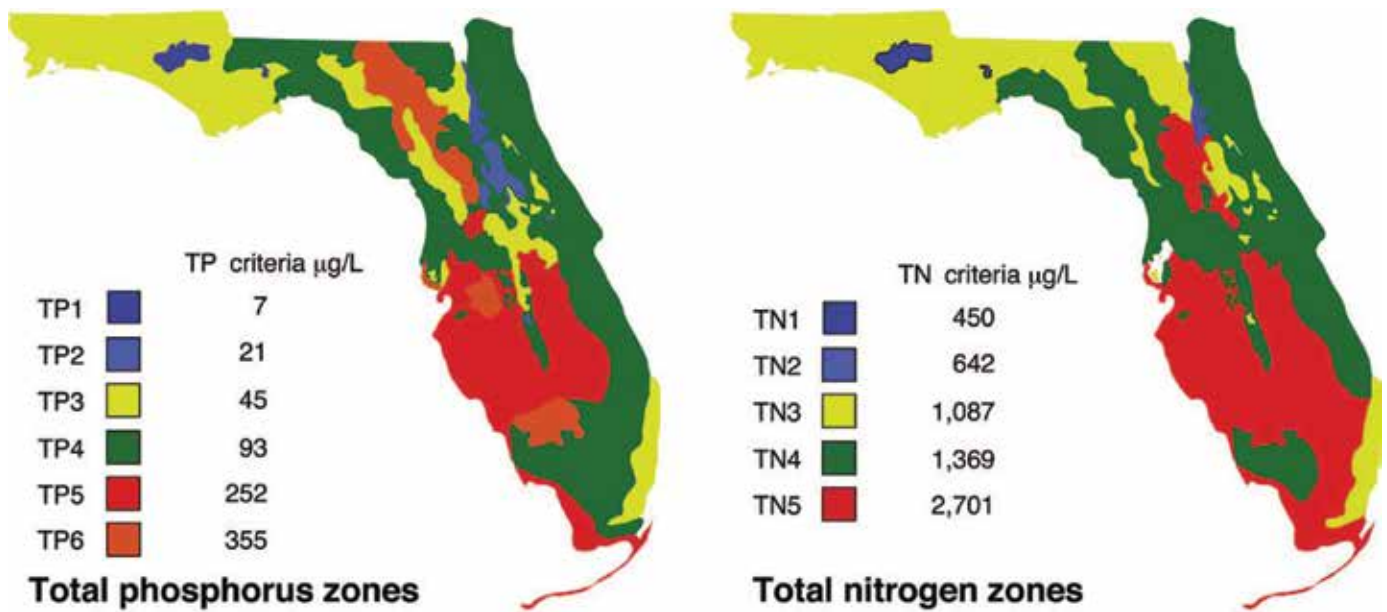 TP criteria μg/L
TP1 7
TP2 21
TP3 45
TP4 93
TP5 252
TP6 355
Total phosphorus zones
TN criteria μg/L
TN1 450
TN2 642
TN3 1,087
TN4 1,369
TN5 2,701
Total nitrogen zones